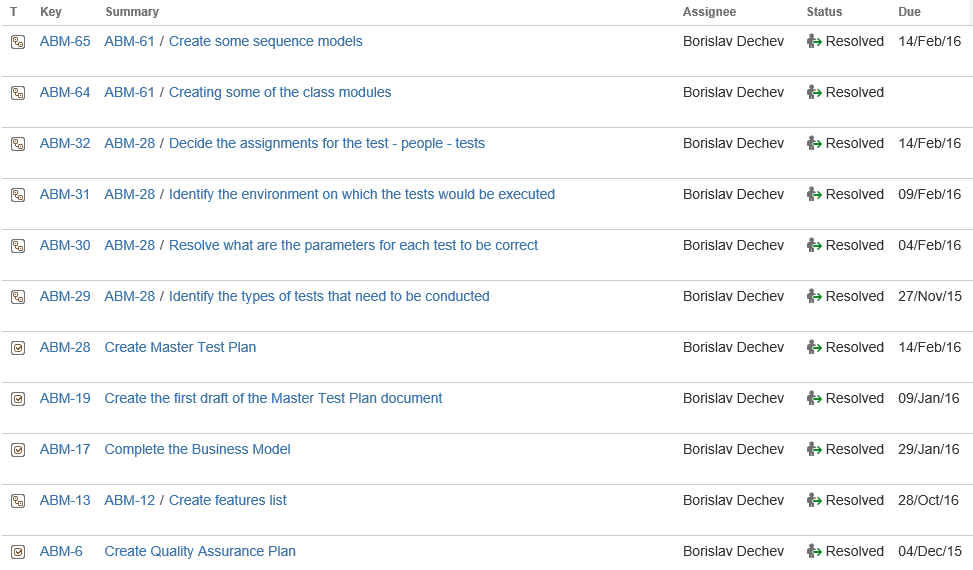 T Key Summary Assignee Status Due
ABM-65 ABM-61 / Create some sequence models Borislav Dechev Resolved 14/Feb/16
ABM-64 ABM-61 / Creating some of the class modules Borislav Dechev Resolved
ABM-32 ABM-28 / Decide the assignments for the test - people - tests Borislav Dechev Resolved 14/Feb/16
ABM-31 ABM-28 / Identify the environment on which the tests would be executed Borislav Dechev Resolved 09/Feb/16
ABM-30 ABM-28 / Resolve what are the parameters for each test to be correct Borislav Dechev Resolved 04/Feb/16
ABM-29 ABM-28 / Identify the types of tests that need to be conducted Borislav Dechev Resolved 27/Nov/15
ABM-28 Create Master Test Plan Borislav Dechev Resolved 14/Feb/16
ABM-19 Create the first draft of the Master Test Plan document Borislav Dechev Resolved 09/Jan/16
ABM-17 Complete the Business Model Borislav Dechev Resolved 29/Jan/16
ABM-13 ABM-12 / Create features list Borislav Dechev Resolved 28/Oct/16
ABM-6 Create Quality Assurance Plan Borislav Dechev Resolved 04/Dec/15